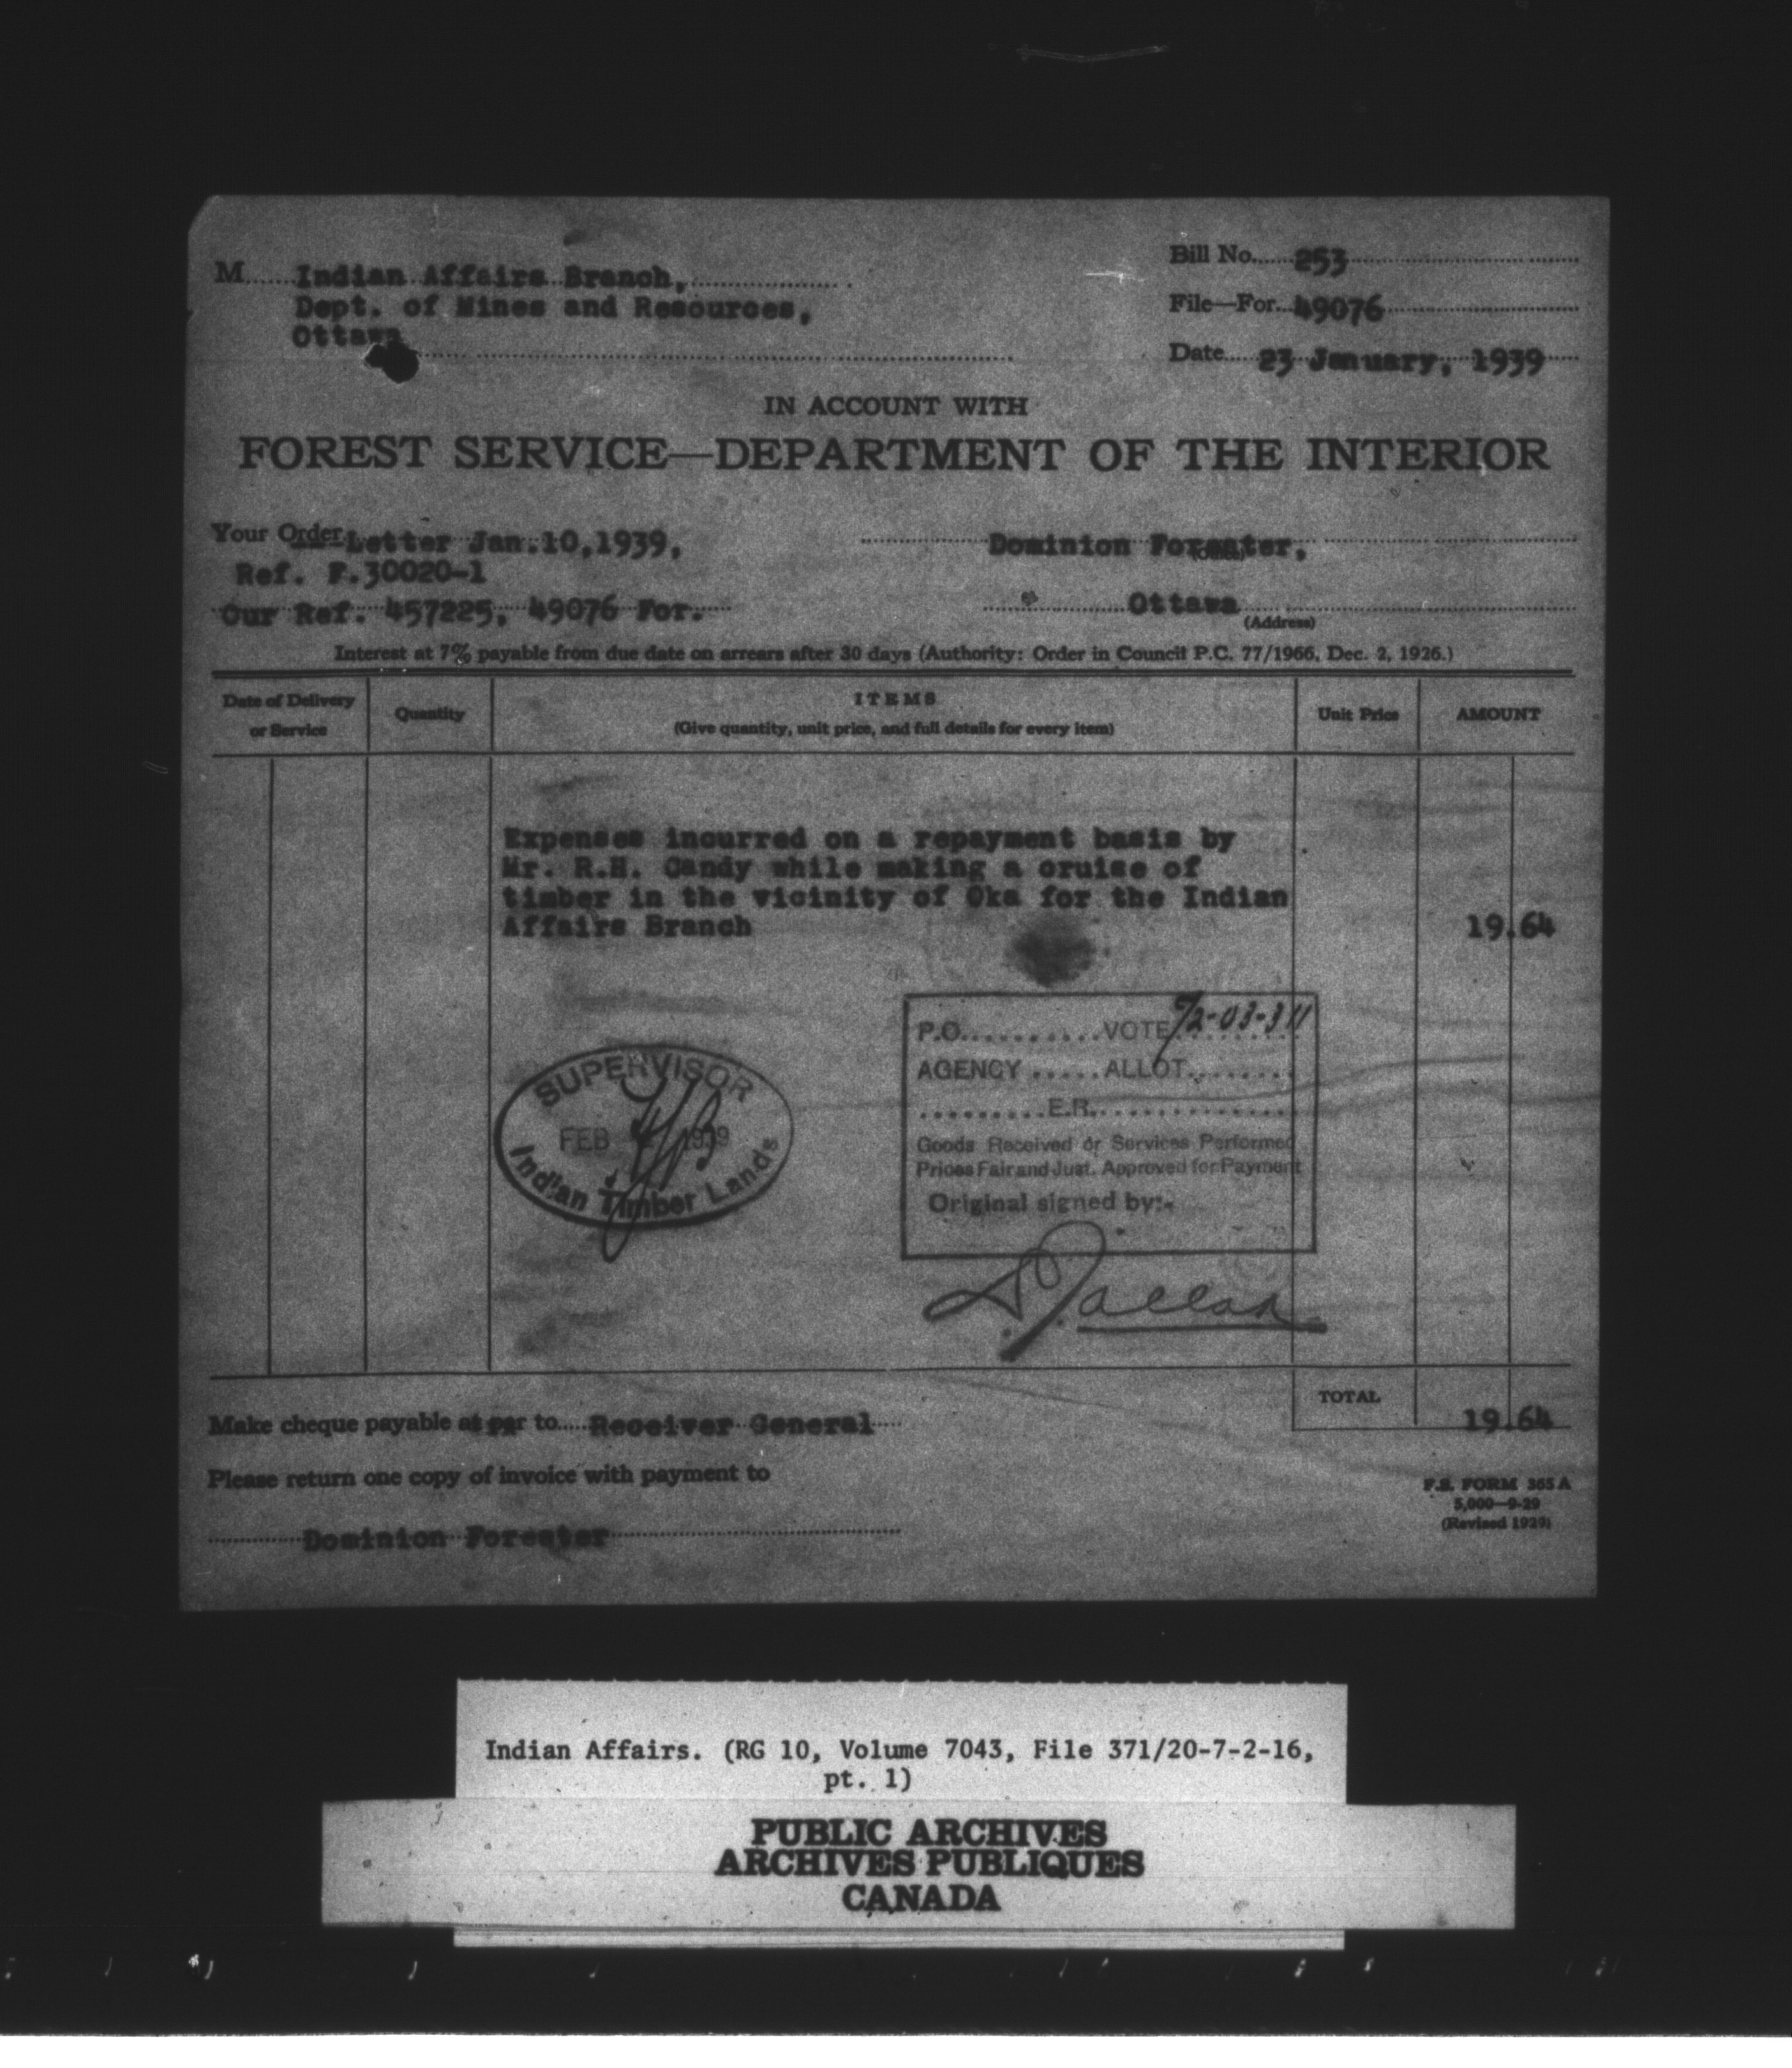 M Indian Affairs Branch,
Dept. of Mines and Resources,
Ottawa
Bill No. 253
File—For. 49076
Date 23 January, 1939
IN ACCOUNT WITH
FOREST SERVICE—DEPARTMENT OF THE INTERIOR
Your Order Letter Jan.10,1939,
Ref. F.30020-1
Our Ref. 457225, 49076 For.
Dominion Forester,
Ottawa
(Address)
Interest at 7% payable from due date on arrears after 30 days (Authority: Order in Council P.C. 77/1966, Dec. 2, 1926.)
Date of Delivery
or Service
Quantity
ITEMS
(Give quantity, unit price, and full details for every item)
Unit Price
AMOUNT
Expenses incurred on a repayment basis by
Mr. R.H. Candy while making a cruise of
timber in the vicinity of Oka for the Indian
Affairs Branch 19.64
SUPERVISOR
FEB 1939
Indian Timber Lands
P.O. VOTE 72-03-311
AGENCY ALLOT
E.R.
Goods Received or Services Performed
Prices Fair and Just. Approved for Payment
Original signed by:-
TOTAL 19.64
Make cheque payable at par to Receiver General
Please return one copy of invoice with payment to
Dominion Forester
F.S. FORM 365 A
5,000—9-29
(Revised 1929)
Indian Affairs. (RG 10, Volume 7043, File 371/20-7-2-16,
pt. 1)
PUBLIC ARCHIVES
ARCHIVES PUBLIQUES
CANADA